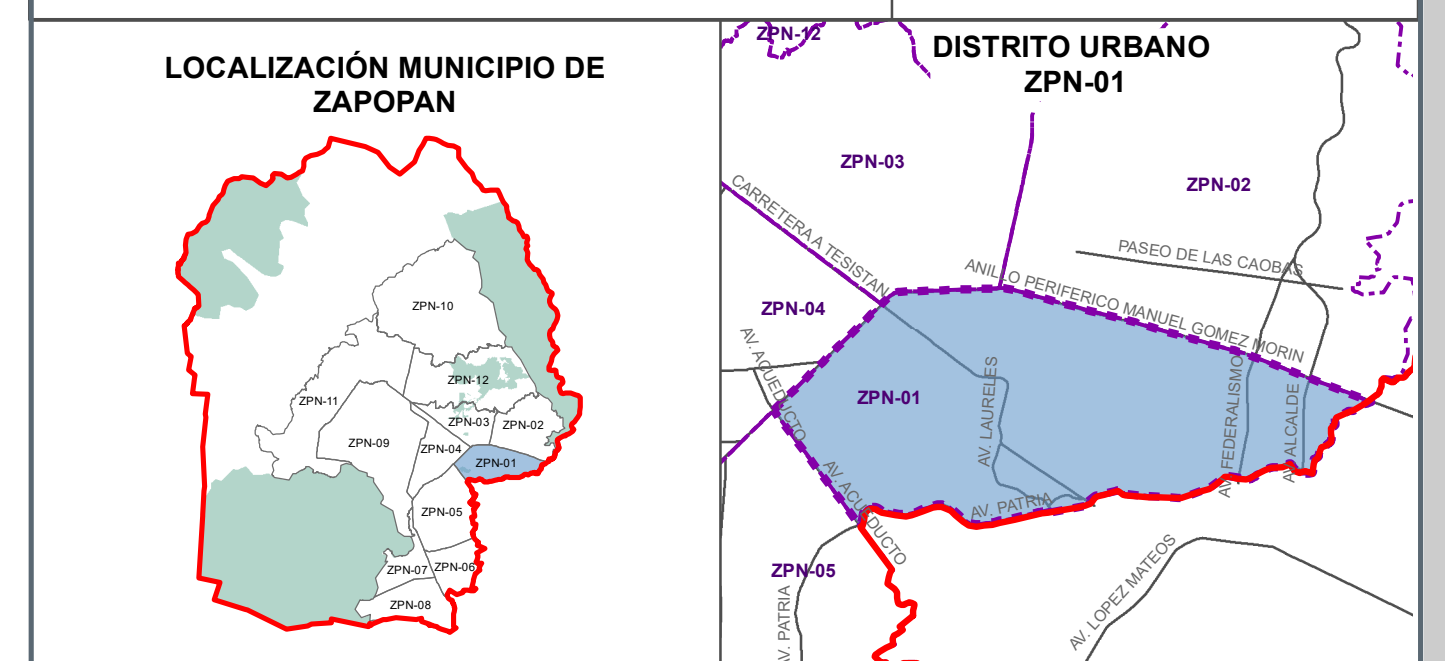 LOCALIZACIÓN MUNICIPIO DE
ZAPOPAN
ZPN-10
ZPN-12
ZPN-11
ZPN-03
ZPN-02
ZPN-09
ZPN-04
ZPN-01
ZPN-05
ZPN-07
ZPN-06
ZPN-08
ZPN-12
DISTRITO URBANO
ZPN-01
ZPN-03
ZPN-02
CARRETERA A TESISTAN
PASEO DE LAS CAOBAS
ANILLO PERIFERICO MANUEL GOMEZ MORIN
ZPN-04
AV. ACUEDUCTO
ZPN-01
AV. LAURELES
AV. FEDERALISMO
AV. ALCALDE
AV. ACUEDUCTO
AV. PATRIA
ZPN-05
AV. PATRIA
AV. LOPEZ MATEOS